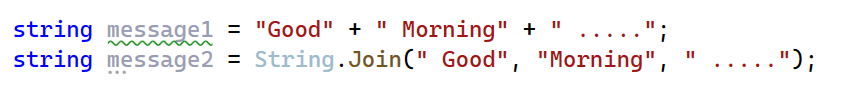 string message1 = "Good" + " Morning" + " .....";
string message2 = String.Join(" Good", "Morning", " .....");